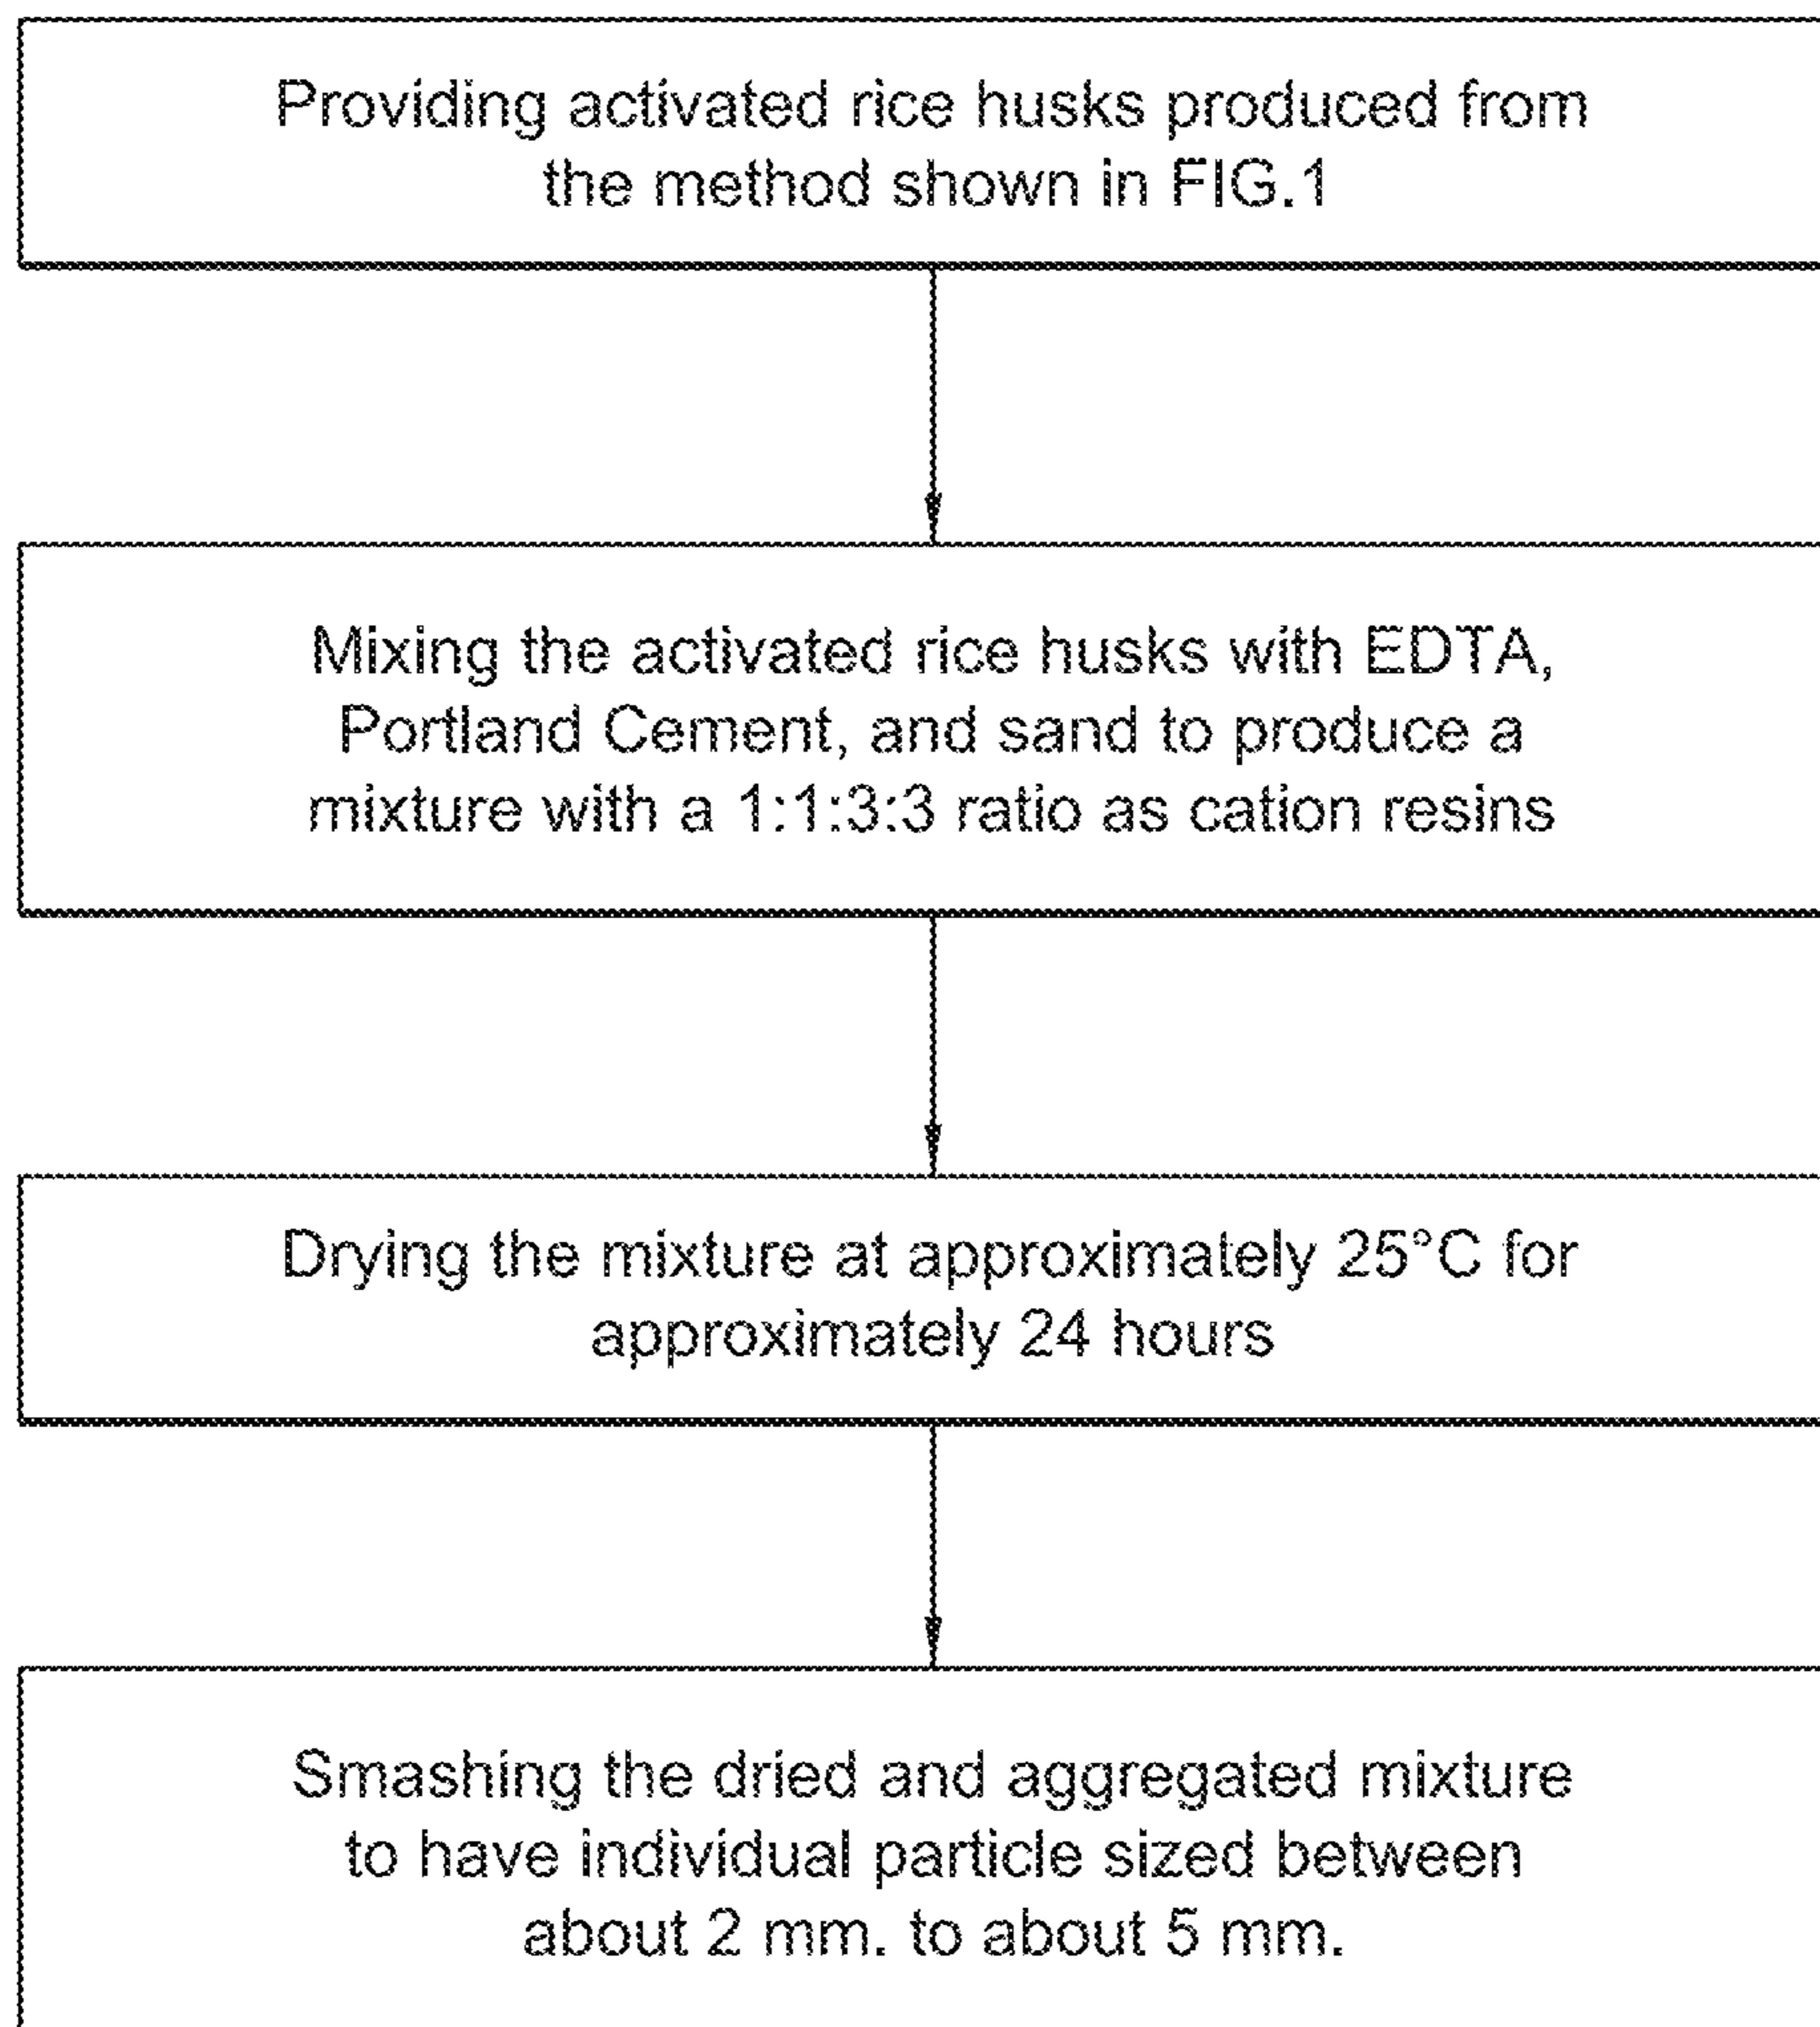 Providing activated rice husks produced from
the method shown in FIG.1
Mixing the activated rice husks with EDTA,
Portland Cement, and sand to produce a
mixture with a 1:1:3:3 ratio as cation resins
Drying the mixture at approximately 25°C for
approximately 24 hours
Smashing the dried and aggregated mixture
to have individual particle sized between
about 2 mm. to about 5 mm.